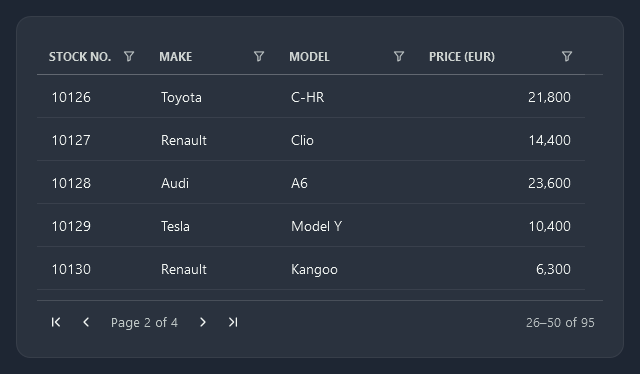 STOCK NO. MAKE MODEL PRICE (EUR)
10126 Toyota C-HR 21,800
10127 Renault Clio 14,400
10128 Audi A6 23,600
10129 Tesla Model Y 10,400
10130 Renault Kangoo 6,300
Page 2 of 4 26–50 of 95